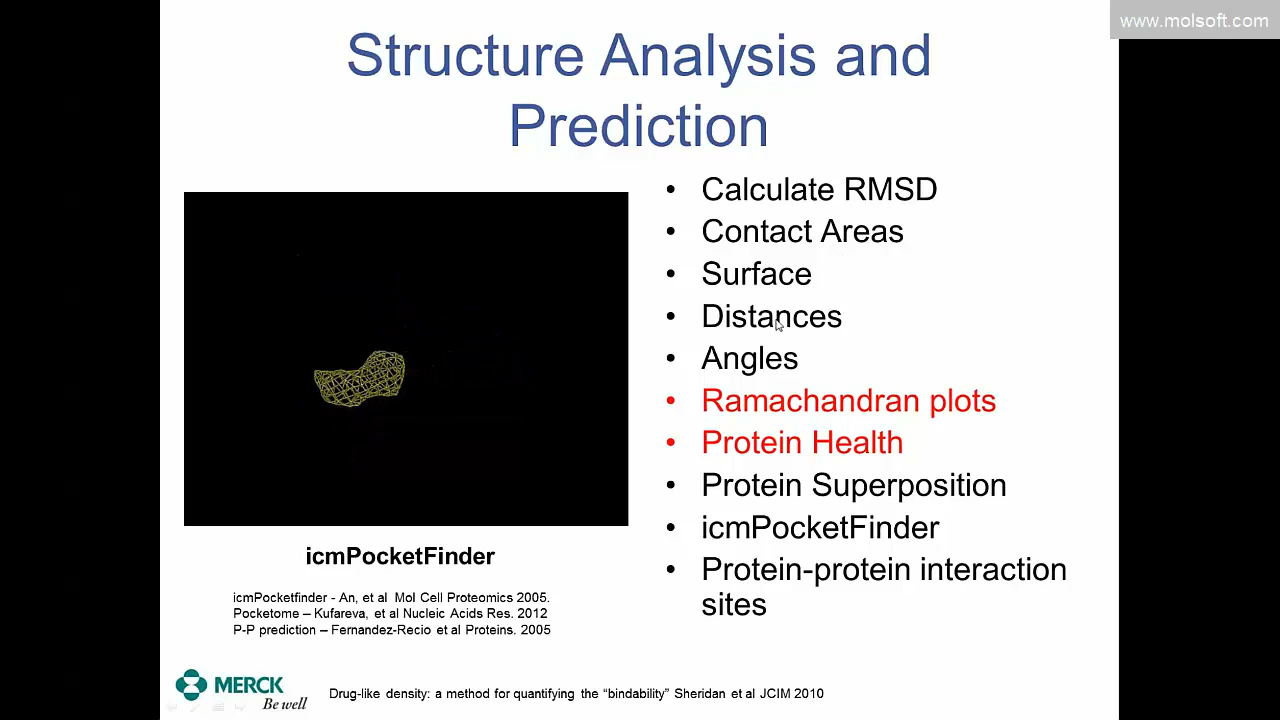 www.molsoft.com
Structure Analysis and
Prediction
• Calculate RMSD
• Contact Areas
• Surface
• Distances
• Angles
• Ramachandran plots
• Protein Health
• Protein Superposition
• icmPocketFinder
• Protein-protein interaction
sites
icmPocketFinder
icmPocketfinder - An, et al Mol Cell Proteomics 2005.
Pocketome – Kufareva, et al Nucleic Acids Res. 2012
P-P prediction – Fernandez-Recio et al Proteins. 2005
MERCK
Be well
Drug-like density: a method for quantifying the “bindability” Sheridan et al JCIM 2010